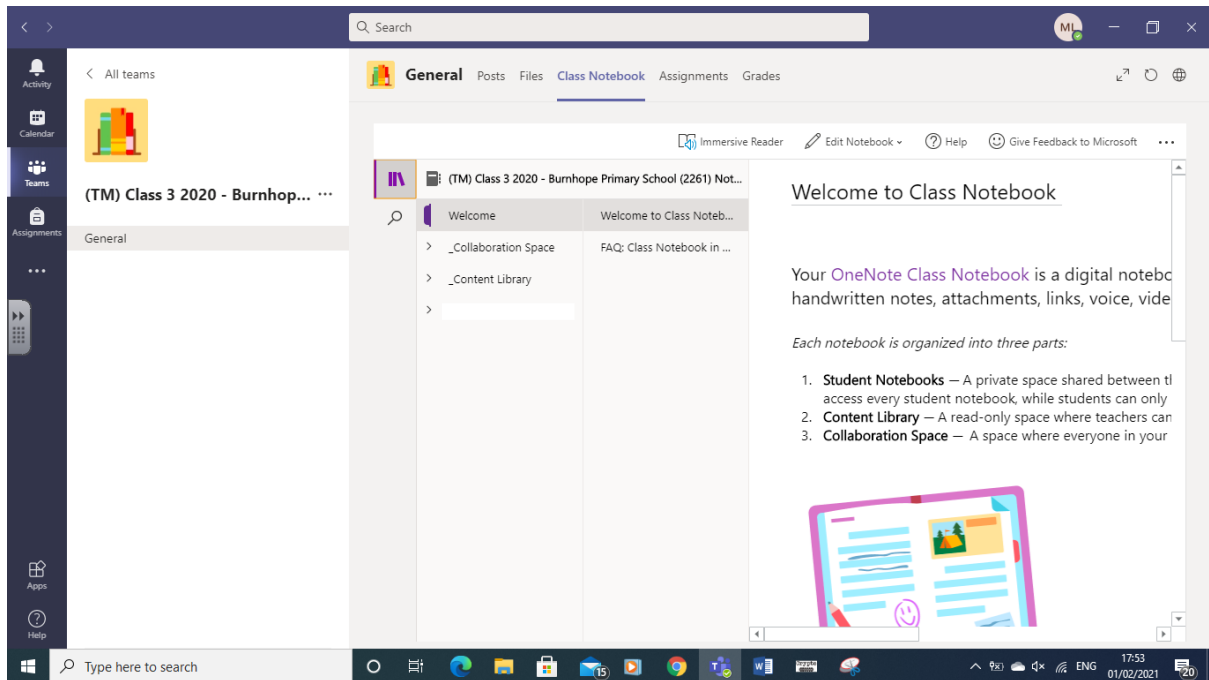 Search
ML
Activity
Calendar
Teams
Assignments
Apps
Help
All teams
(TM) Class 3 2020 - Burnhop... ...
General
General Posts Files Class Notebook Assignments Grades
Immersive Reader Edit Notebook Help Give Feedback to Microsoft ...
(TM) Class 3 2020 - Burnhope Primary School (2261) Not...
Welcome
_Collaboration Space
_Content Library
Welcome to Class Noteb...
FAQ: Class Notebook in ...
Welcome to Class Notebook
Your OneNote Class Notebook is a digital notebo
handwritten notes, attachments, links, voice, vide
Each notebook is organized into three parts:
1. Student Notebooks — A private space shared between tl
access every student notebook, while students can only
2. Content Library — A read-only space where teachers can
3. Collaboration Space — A space where everyone in your
Type here to search
15
ENG
17:53
01/02/2021
20